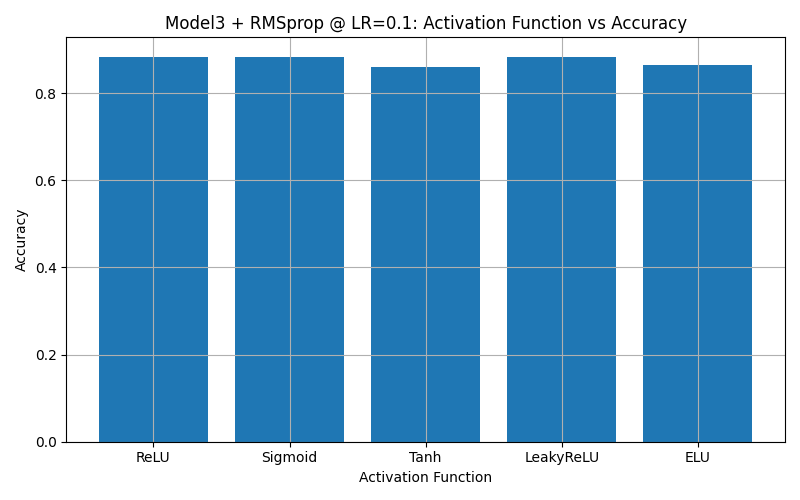 Model3 + RMSprop @ LR=0.1: Activation Function vs Accuracy
Accuracy
0.8
0.6
0.4
0.2
0.0
ReLU Sigmoid Tanh LeakyReLU ELU
Activation Function